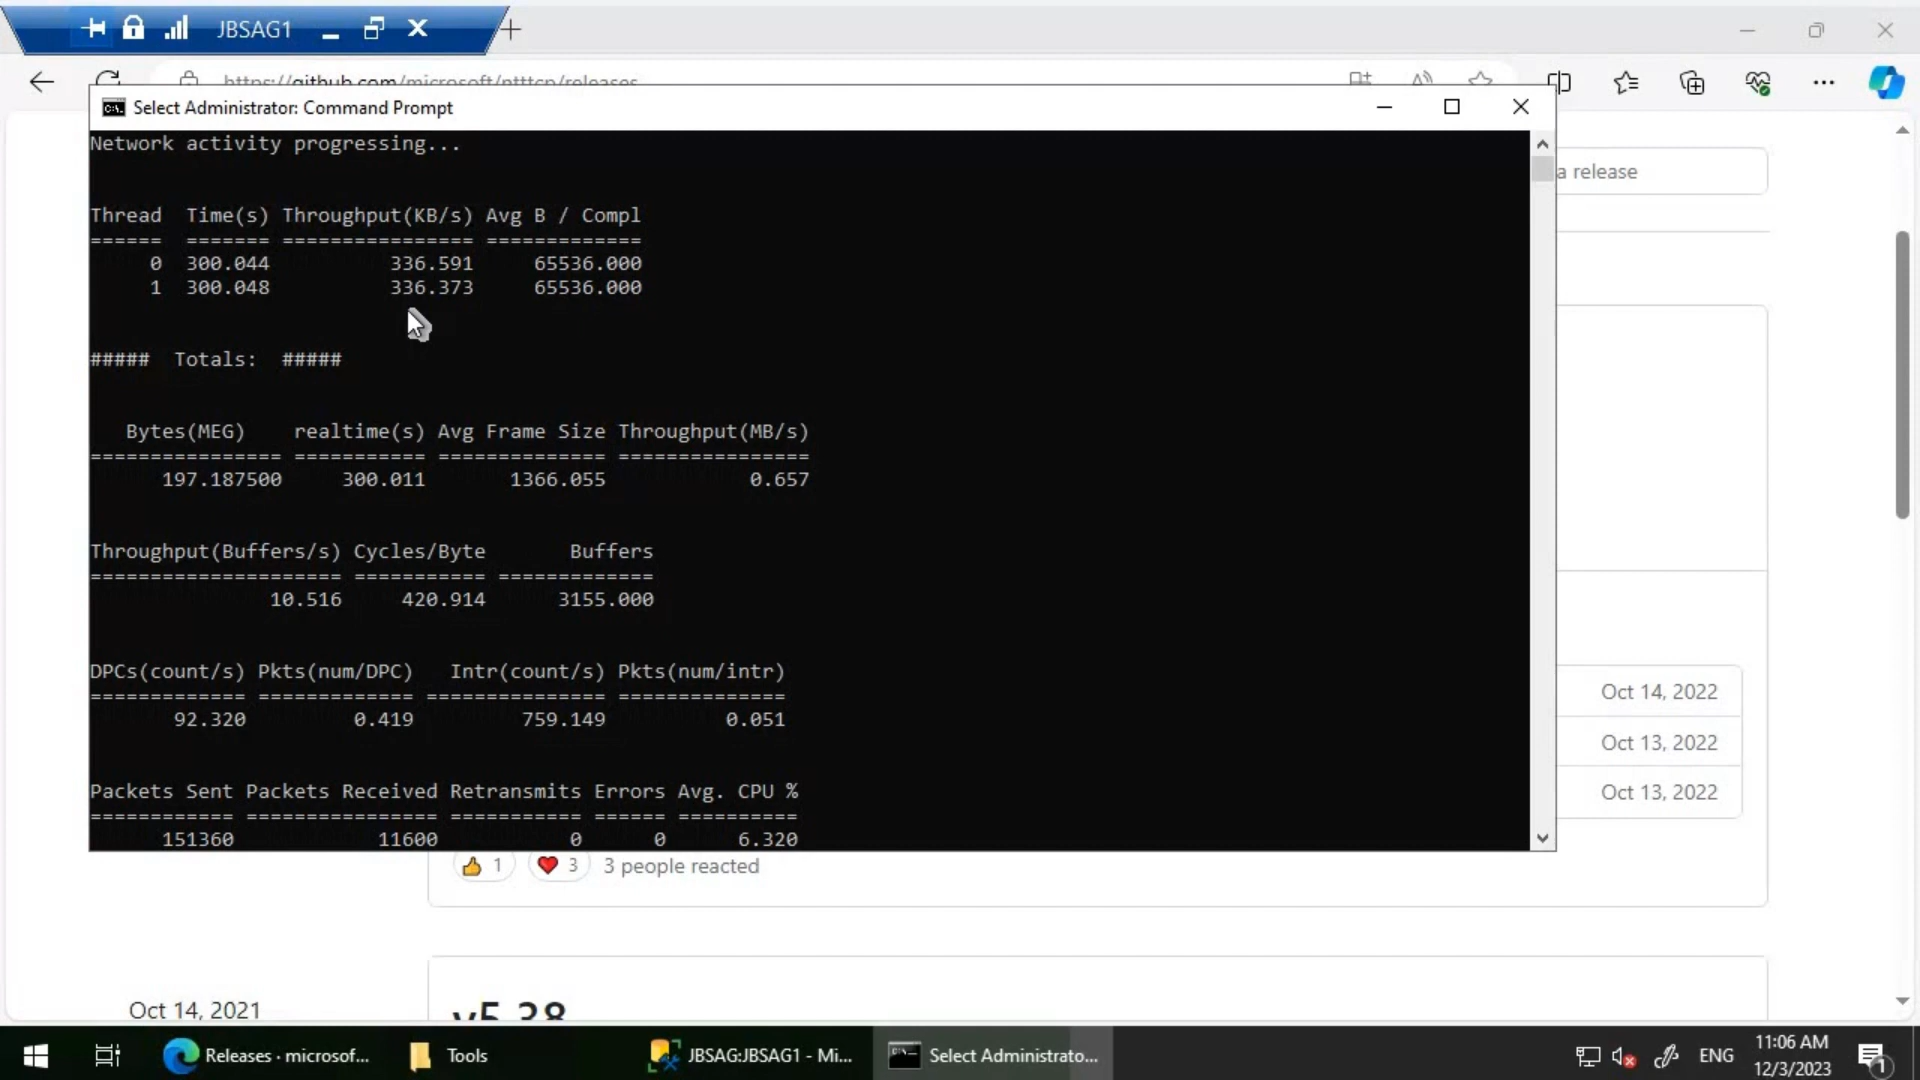 JBSAG1
https://github.com/microsoft/ntttcp/releases
Select Administrator: Command Prompt
Network activity progressing...
a release
Thread  Time(s) Throughput(KB/s) Avg B / Compl
======  ======= ================ =============
0 300.044 336.591 65536.000
1 300.048 336.373 65536.000
##### Totals: #####
Bytes(MEG) realtime(s) Avg Frame Size Throughput(MB/s)
================ =========== ============== ================
197.187500 300.011 1366.055 0.657
Throughput(Buffers/s) Cycles/Byte Buffers
===================== =========== =============
10.516 420.914 3155.000
DPCs(count/s) Pkts(num/DPC) Intr(count/s) Pkts(num/intr)
============= ============= =============== ==============
92.320 0.419 759.149 0.051
Packets Sent Packets Received Retransmits Errors Avg. CPU %
============ ================ =========== ====== ==========
151360 11600 0 0 6.320
Oct 14, 2022
Oct 13, 2022
Oct 13, 2022
1 3 3 people reacted
Oct 14, 2021
v5.38
Releases · microsof...
Tools
JBSAG:JBSAG1 - Mi...
Select Administrato...
ENG
11:06 AM
12/3/2023
1